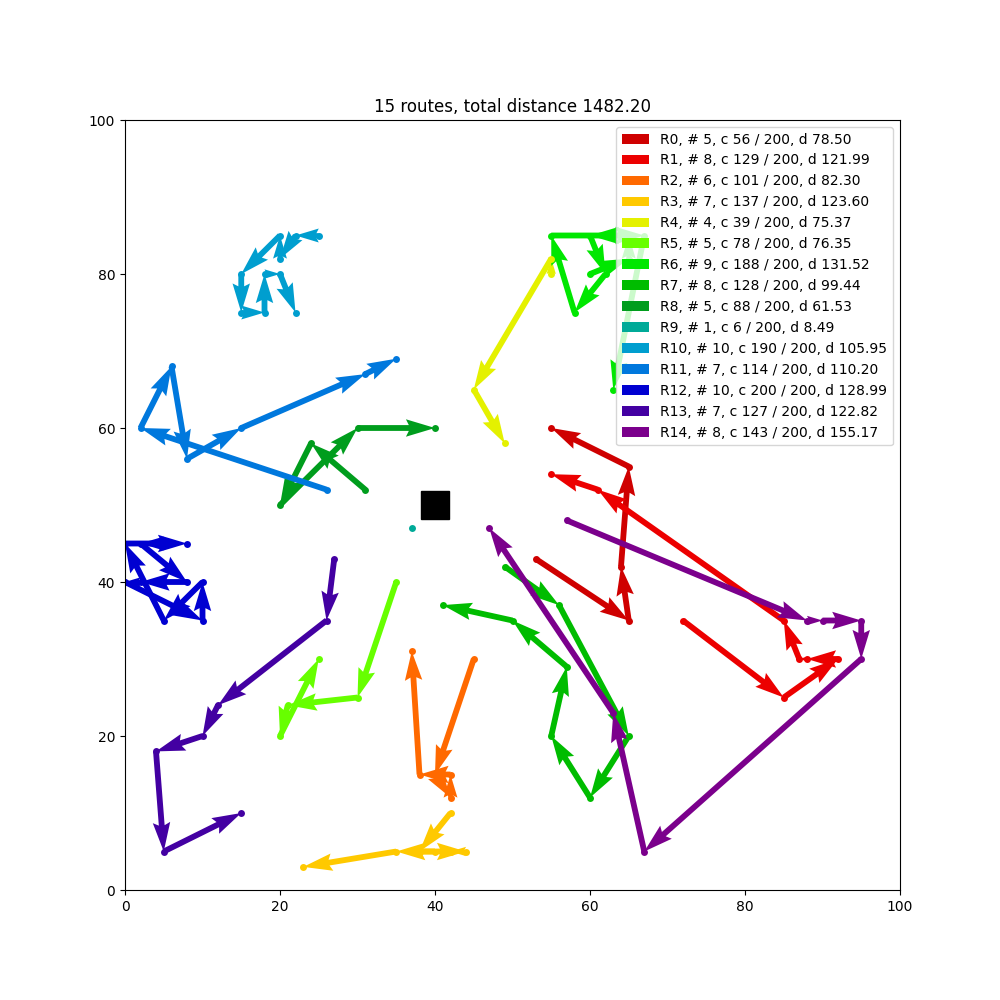 15 routes, total distance 1482.20
100
80
60
40
20
0
0 20 40 60 80 100
R0, # 5, c 56 / 200, d 78.50
R1, # 8, c 129 / 200, d 121.99
R2, # 6, c 101 / 200, d 82.30
R3, # 7, c 137 / 200, d 123.60
R4, # 4, c 39 / 200, d 75.37
R5, # 5, c 78 / 200, d 76.35
R6, # 9, c 188 / 200, d 131.52
R7, # 8, c 128 / 200, d 99.44
R8, # 5, c 88 / 200, d 61.53
R9, # 1, c 6 / 200, d 8.49
R10, # 10, c 190 / 200, d 105.95
R11, # 7, c 114 / 200, d 110.20
R12, # 10, c 200 / 200, d 128.99
R13, # 7, c 127 / 200, d 122.82
R14, # 8, c 143 / 200, d 155.17